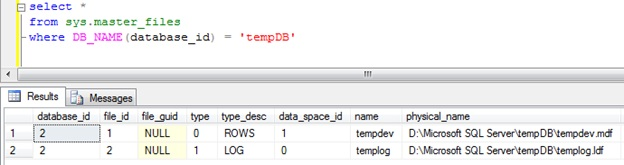 select *
from sys.master_files
where DB_NAME(database_id) = 'tempDB'
Results Messages
database_id file_id file_guid type type_desc data_space_id name physical_name
1 2 1 NULL 0 ROWS 1 tempdev D:\Microsoft SQL Server\tempDB\tempdev.mdf
2 2 2 NULL 1 LOG 0 templog D:\Microsoft SQL Server\tempDB\templog.ldf